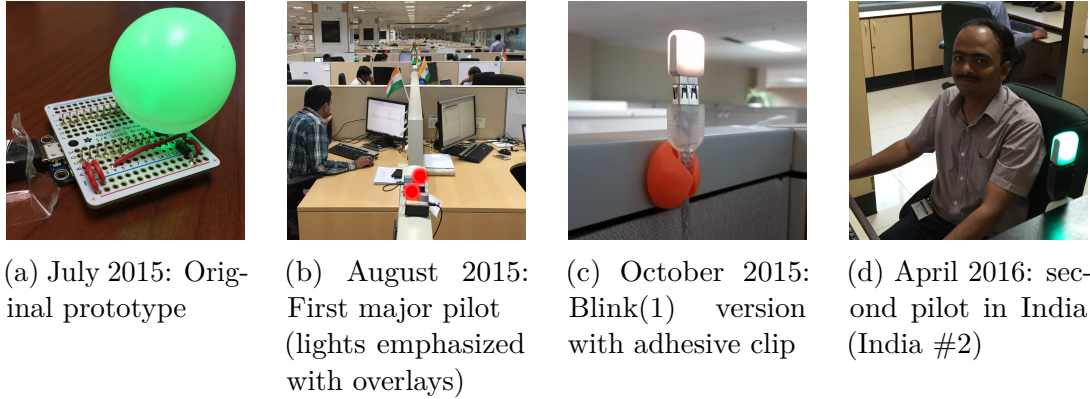 (a) July 2015: Orig-
inal prototype
(b) August 2015:
First major pilot
(lights emphasized
with overlays)
(c) October 2015:
Blink(1) version
with adhesive clip
(d) April 2016: sec-
ond pilot in India
(India #2)